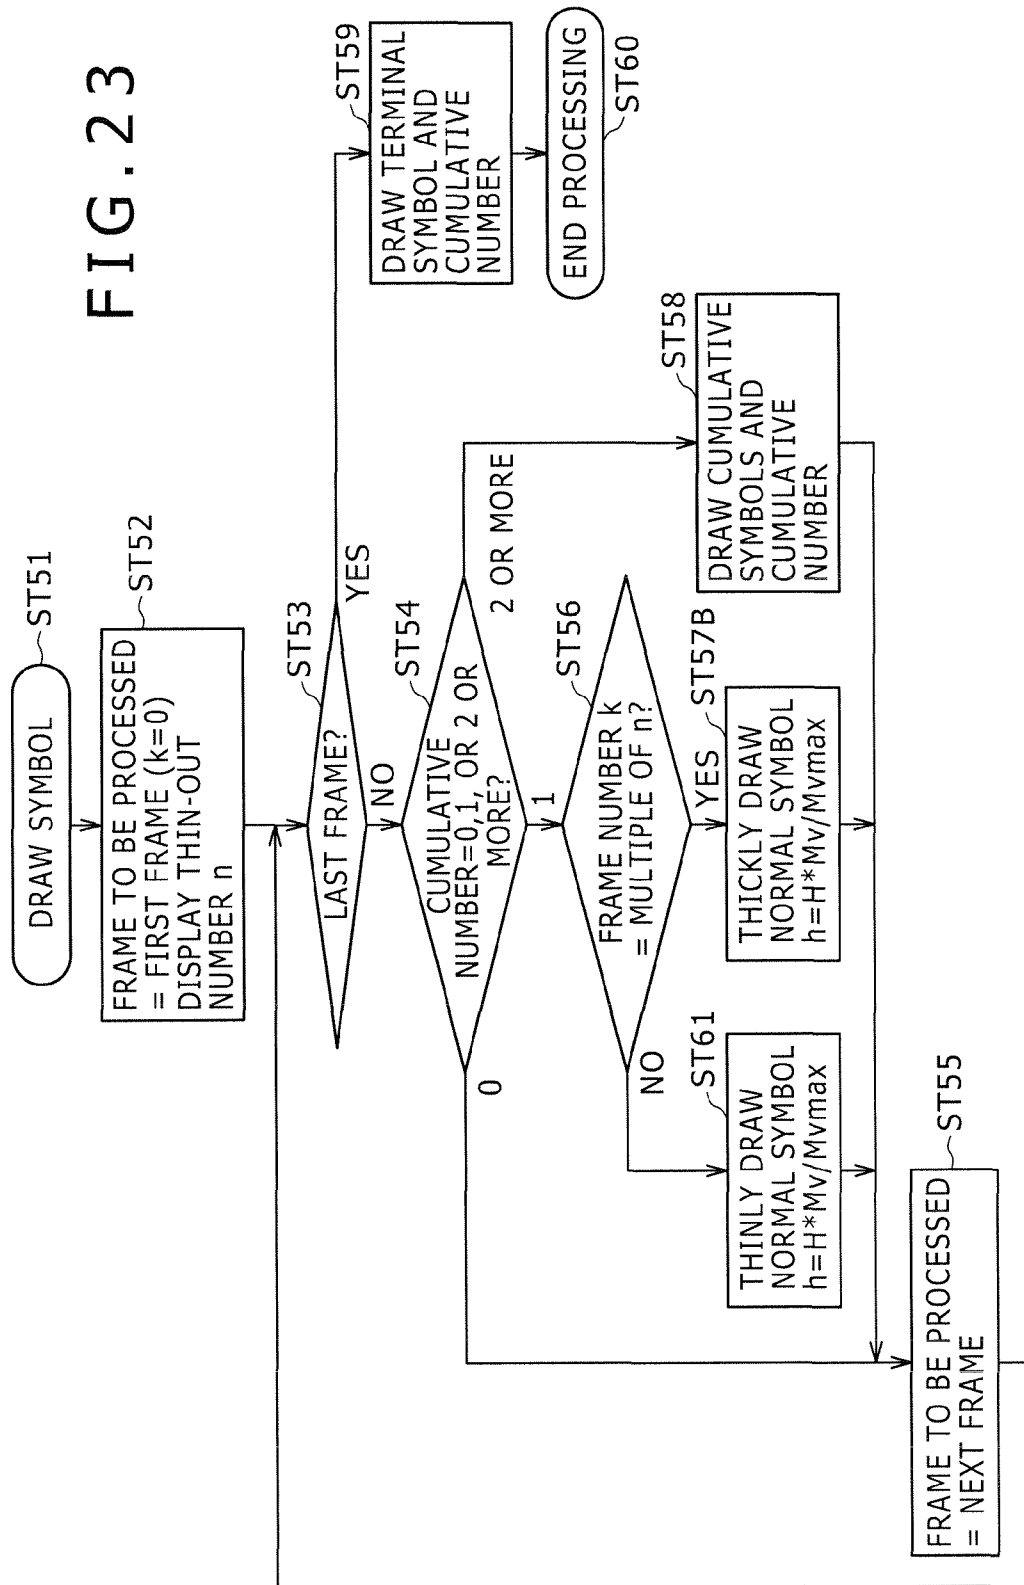 FIG.23
DRAW SYMBOL
ST51
FRAME TO BE PROCESSED
= FIRST FRAME (k=0)
DISPLAY THIN-OUT
NUMBER n
ST52
LAST FRAME?
ST53
YES
NO
DRAW TERMINAL
SYMBOL AND
CUMULATIVE
NUMBER
ST59
END PROCESSING
ST60
CUMULATIVE
NUMBER=0,1, OR 2 OR
MORE?
ST54
0
1
2 OR MORE
FRAME NUMBER k
= MULTIPLE OF n?
ST56
NO
YES
THINLY DRAW
NORMAL SYMBOL
h=H*Mv/Mvmax
ST61
THICKLY DRAW
NORMAL SYMBOL
h=H*Mv/Mvmax
ST57B
DRAW CUMULATIVE
SYMBOLS AND
CUMULATIVE
NUMBER
ST58
FRAME TO BE PROCESSED
= NEXT FRAME
ST55